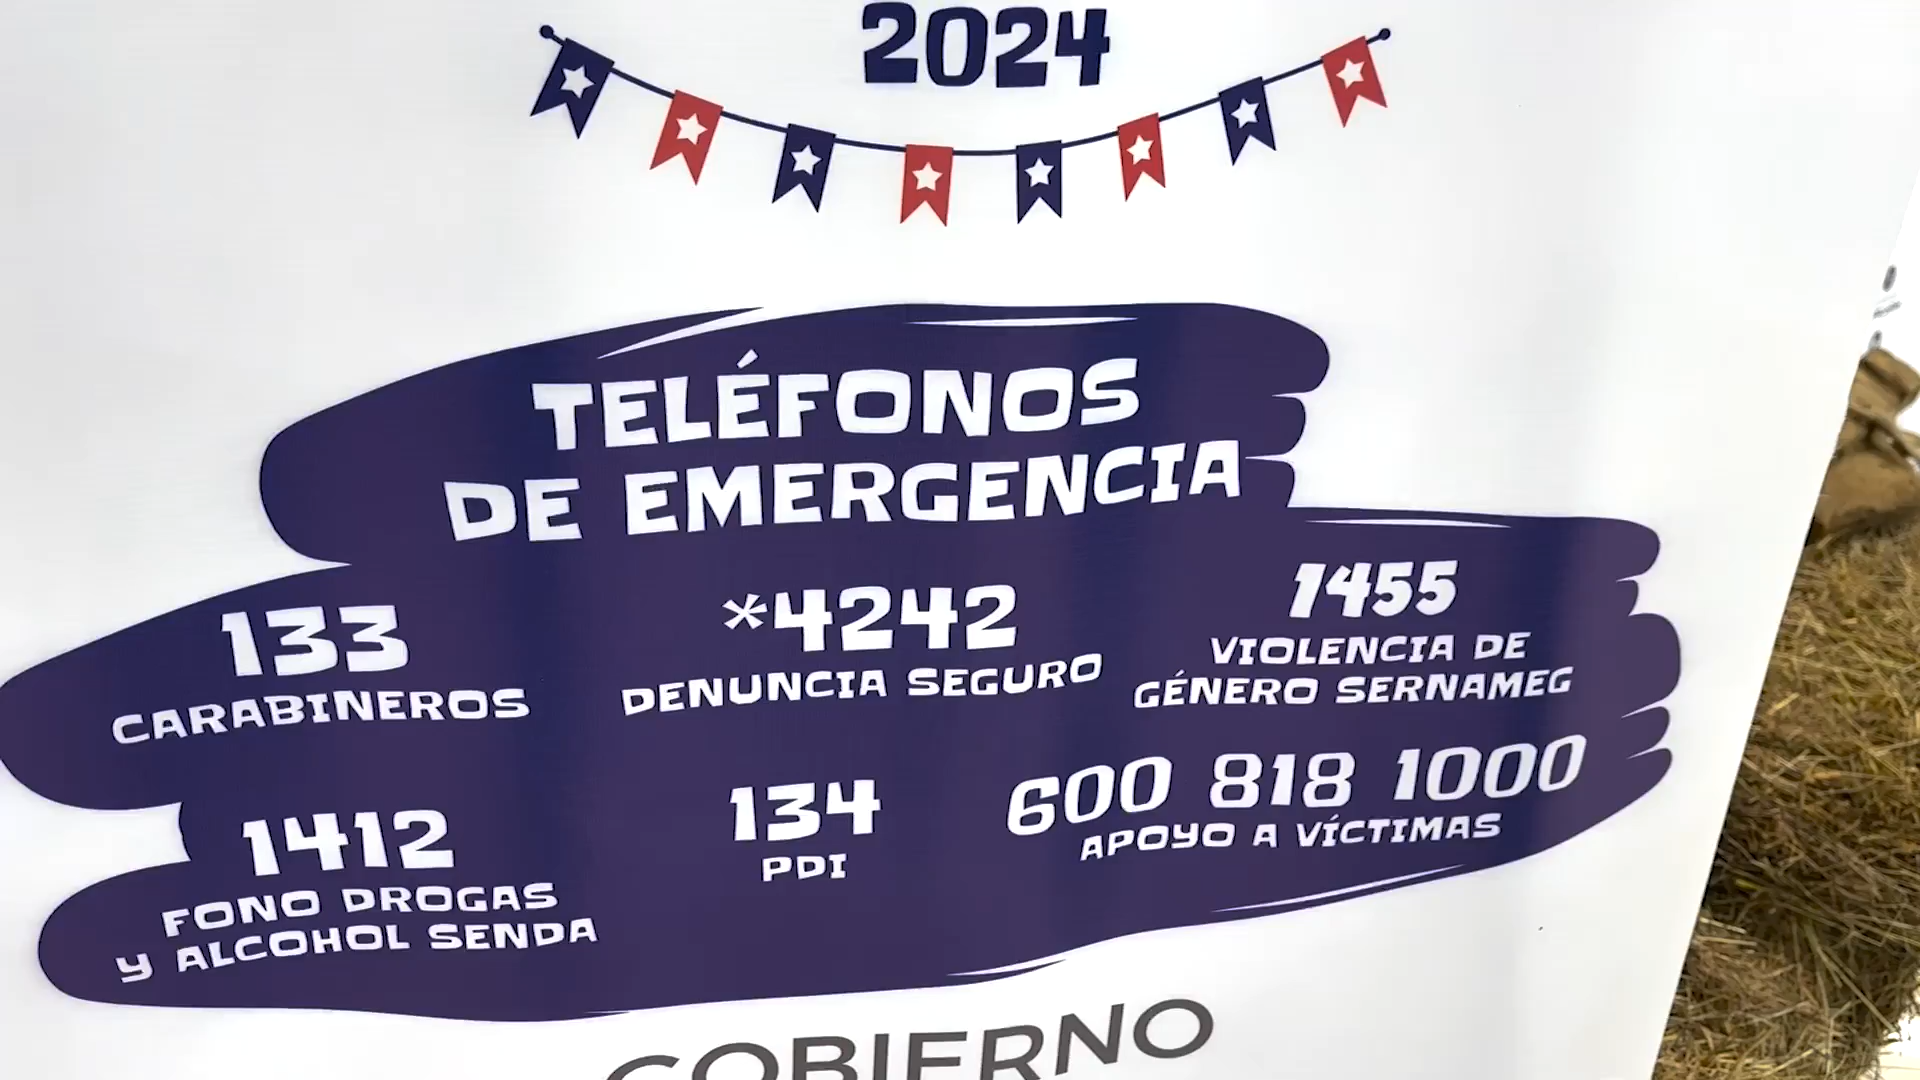 2024
TELÉFONOS
DE EMERGENCIA
133
CARABINEROS
*4242
DENUNCIA SEGURO
1455
VIOLENCIA DE
GÉNERO SERNAMEG
1412
FONO DROGAS
Y ALCOHOL SENDA
134
PDI
600 818 1000
APOYO A VÍCTIMAS
GOBIERNO